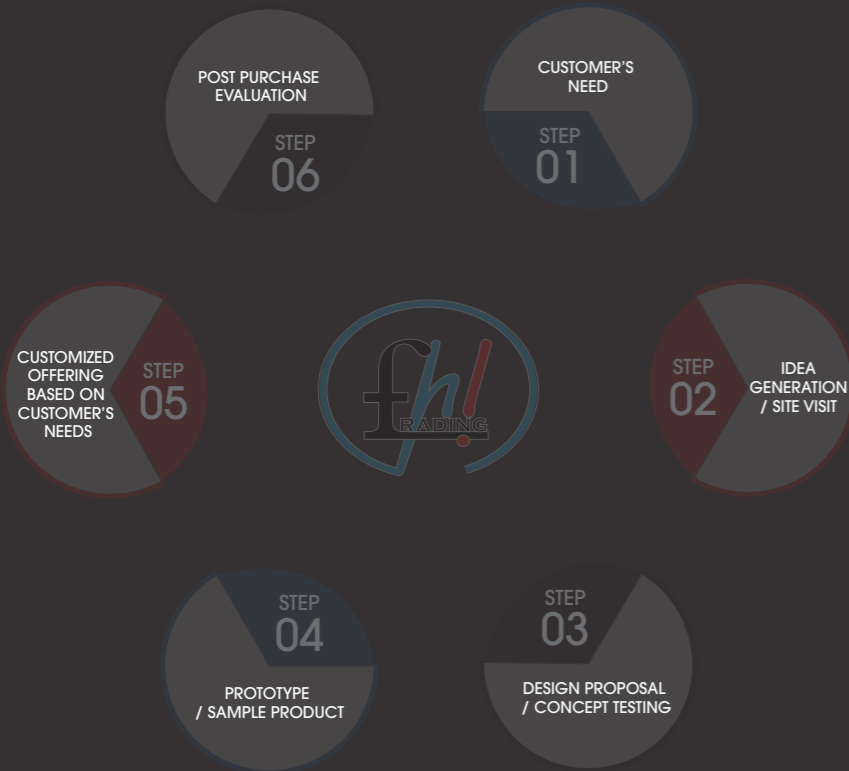 CUSTOMER'S
NEED
STEP
01
STEP
02
IDEA
GENERATION
/ SITE VISIT
STEP
03
DESIGN PROPOSAL
/ CONCEPT TESTING
STEP
04
PROTOTYPE
/ SAMPLE PRODUCT
CUSTOMIZED
OFFERING
BASED ON
CUSTOMER'S
NEEDS
STEP
05
POST PURCHASE
EVALUATION
STEP
06
fh!
TRADING